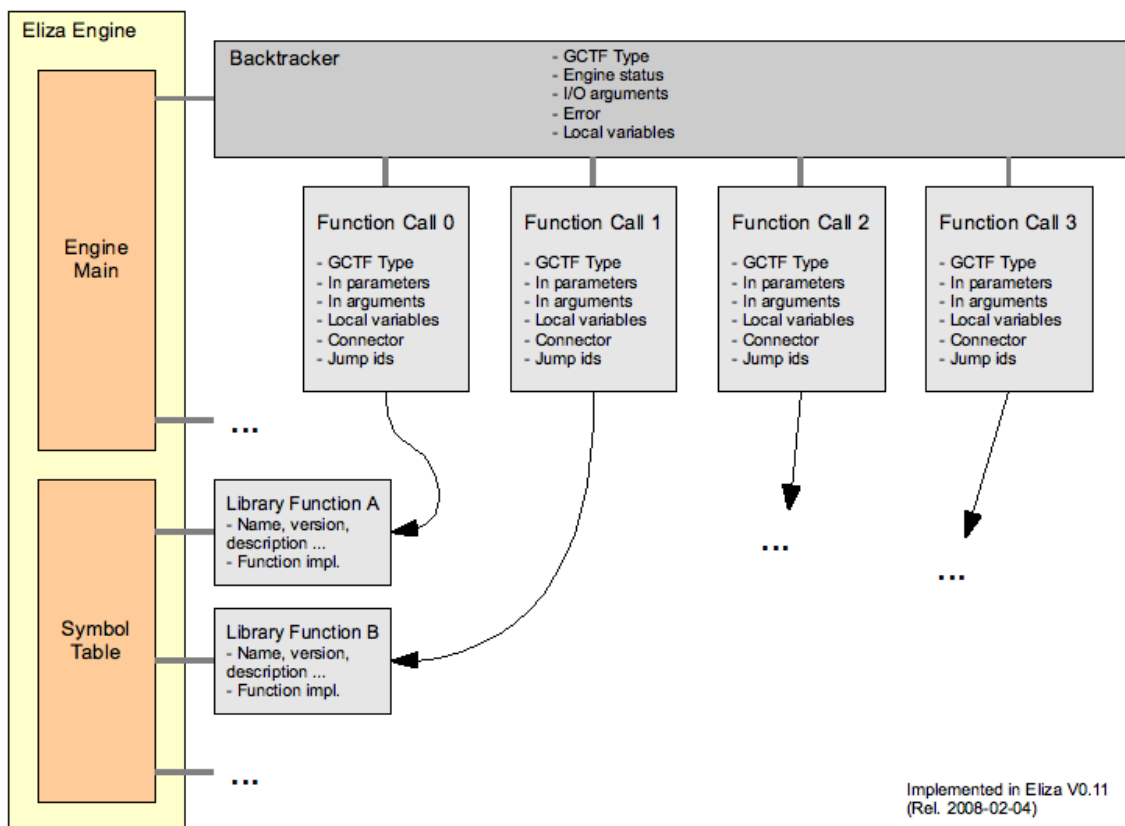 Eliza Engine
Engine
Main
Symbol
Table
Backtracker
- GCTF Type
- Engine status
- I/O arguments
- Error
- Local variables
Function Call 0
- GCTF Type
- In parameters
- In arguments
- Local variables
- Connector
- Jump ids
Function Call 1
- GCTF Type
- In parameters
- In arguments
- Local variables
- Connector
- Jump ids
Function Call 2
- GCTF Type
- In parameters
- In arguments
- Local variables
- Connector
- Jump ids
Function Call 3
- GCTF Type
- In parameters
- In arguments
- Local variables
- Connector
- Jump ids
...
Library Function A
- Name, version,
description ...
- Function impl.
...
...
Library Function B
- Name, version,
description ...
- Function impl.
...
Implemented in Eliza V0.11
(Rel. 2008-02-04)